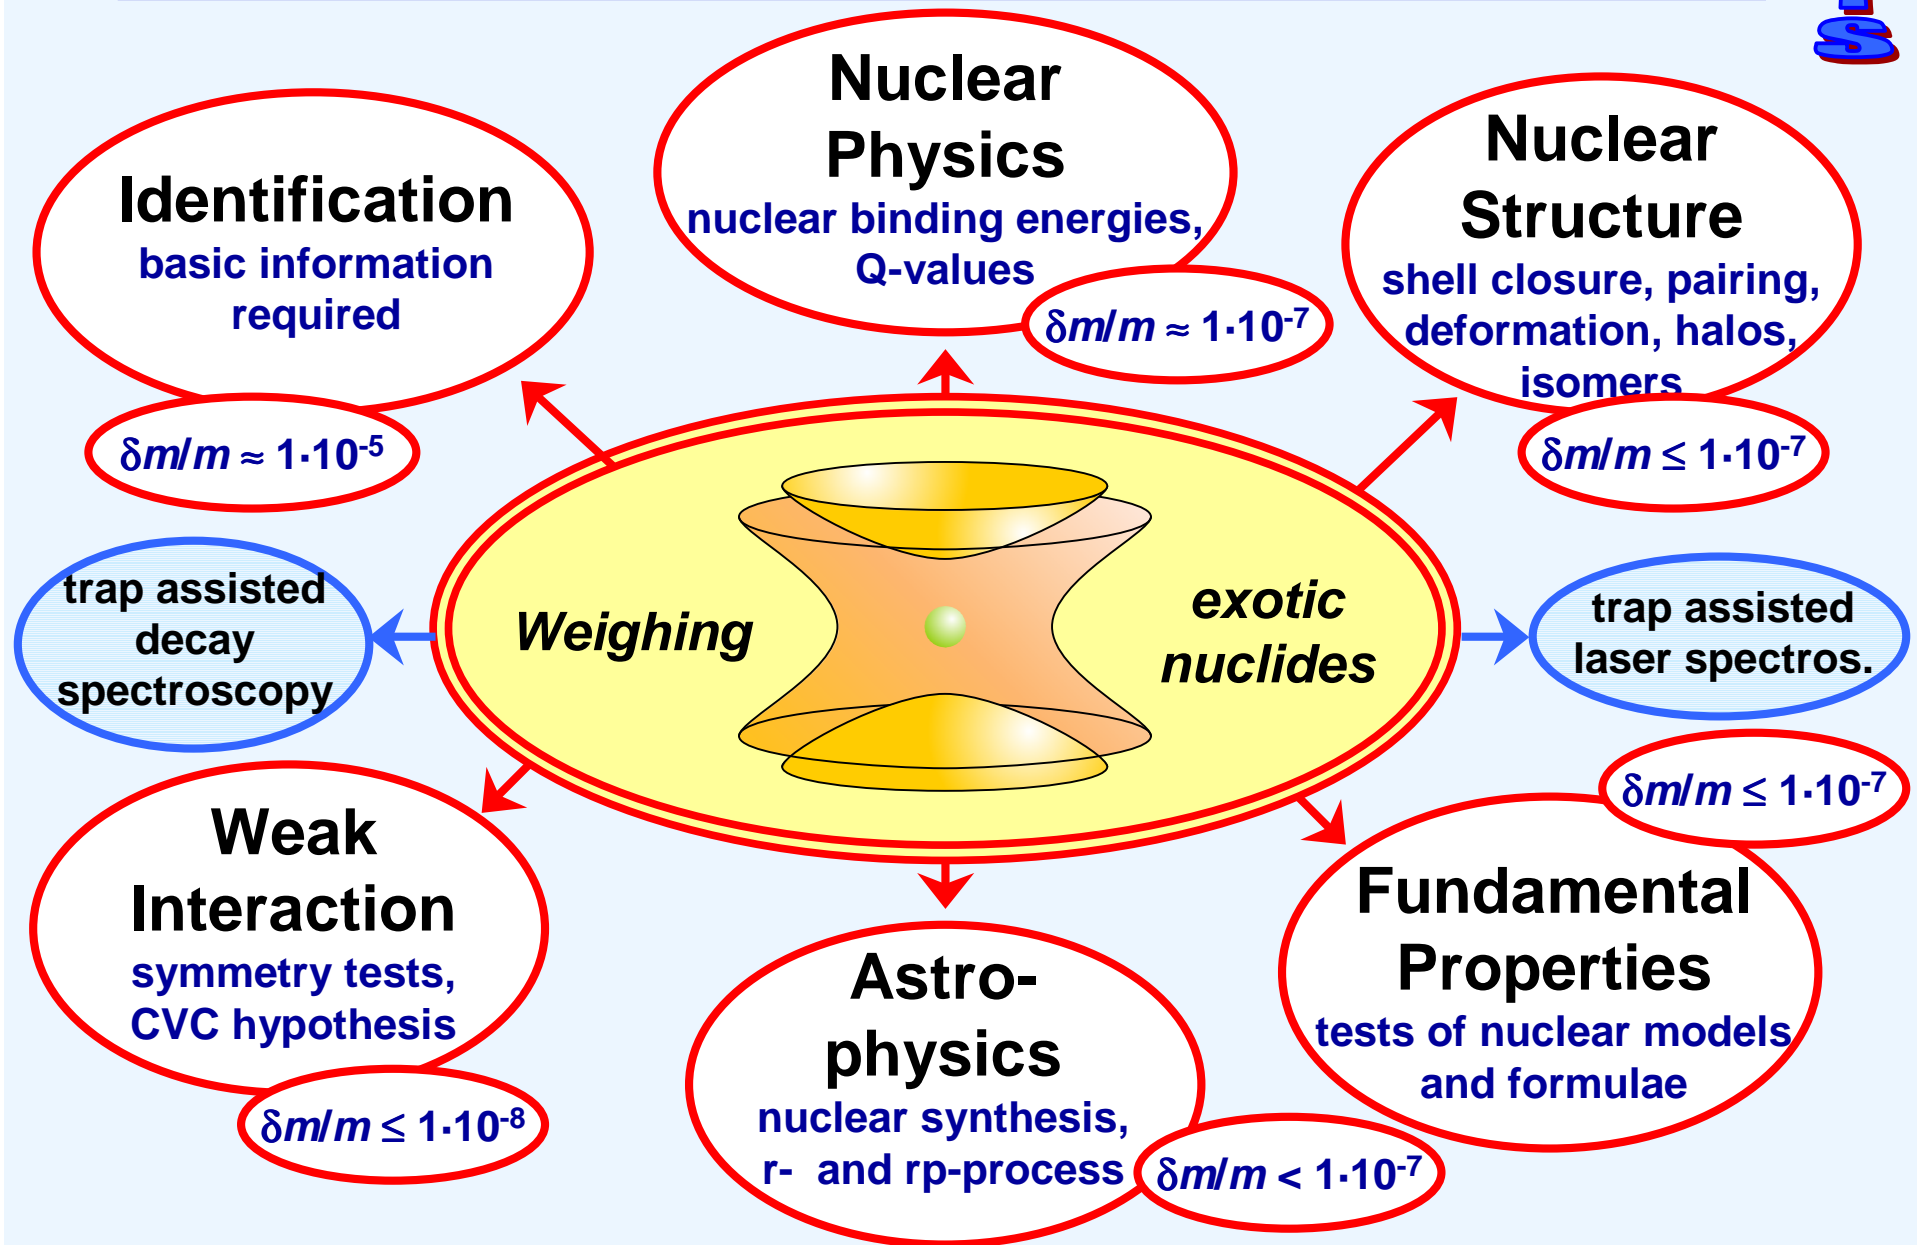 S
Nuclear
Physics
nuclear binding energies,
Q-values
δm/m ≈ 1·10⁻⁷
Identification
basic information
required
δm/m ≈ 1·10⁻⁵
Nuclear
Structure
shell closure, pairing,
deformation, halos,
isomers
δm/m ≤ 1·10⁻⁷
trap assisted
decay
spectroscopy
Weighing
exotic
nuclides
trap assisted
laser spectros.
Weak
Interaction
symmetry tests,
CVC hypothesis
δm/m ≤ 1·10⁻⁸
Astro-
physics
nuclear synthesis,
r- and rp-process
δm/m < 1·10⁻⁷
δm/m ≤ 1·10⁻⁷
Fundamental
Properties
tests of nuclear models
and formulae